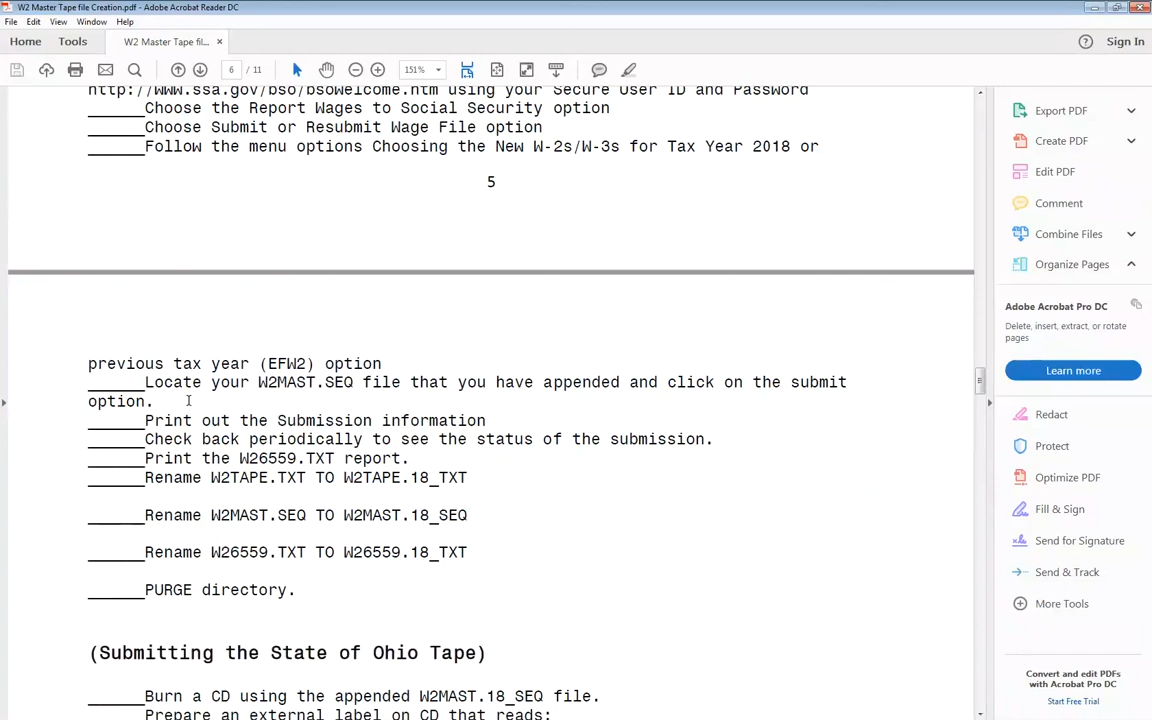 W2 Master Tape file Creation.pdf - Adobe Acrobat Reader DC
File Edit View Window Help
Home Tools W2 Master Tape fil... × Sign In
6 / 11 151%
http://WWW.ssa.gov/bso/bsowelcome.htm using your Secure User ID and Password
______Choose the Report Wages to Social Security option
______Choose Submit or Resubmit Wage File option
______Follow the menu options Choosing the New W-2s/W-3s for Tax Year 2018 or
5
previous tax year (EFW2) option
______Locate your W2MAST.SEQ file that you have appended and click on the submit
option.
______Print out the Submission information
______Check back periodically to see the status of the submission.
______Print the W26559.TXT report.
______Rename W2TAPE.TXT TO W2TAPE.18_TXT
______Rename W2MAST.SEQ TO W2MAST.18_SEQ
______Rename W26559.TXT TO W26559.18_TXT
______PURGE directory.
(Submitting the State of Ohio Tape)
______Burn a CD using the appended W2MAST.18_SEQ file.
______Prepare an external label on CD that reads:
Export PDF
Create PDF
Edit PDF
Comment
Combine Files
Organize Pages
Adobe Acrobat Pro DC
Delete, insert, extract, or rotate
pages
Learn more
Redact
Protect
Optimize PDF
Fill & Sign
Send for Signature
Send & Track
More Tools
Convert and edit PDFs
with Acrobat Pro DC
Start Free Trial